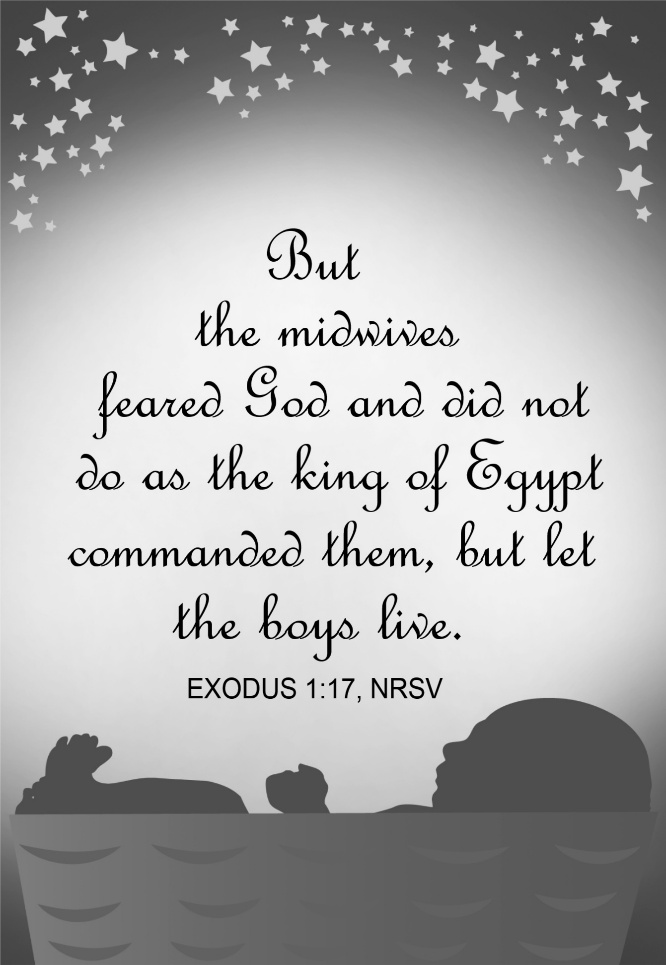 But
the midwives
feared God and did not
do as the king of Egypt
commanded them, but let
the boys live.
EXODUS 1:17, NRSV